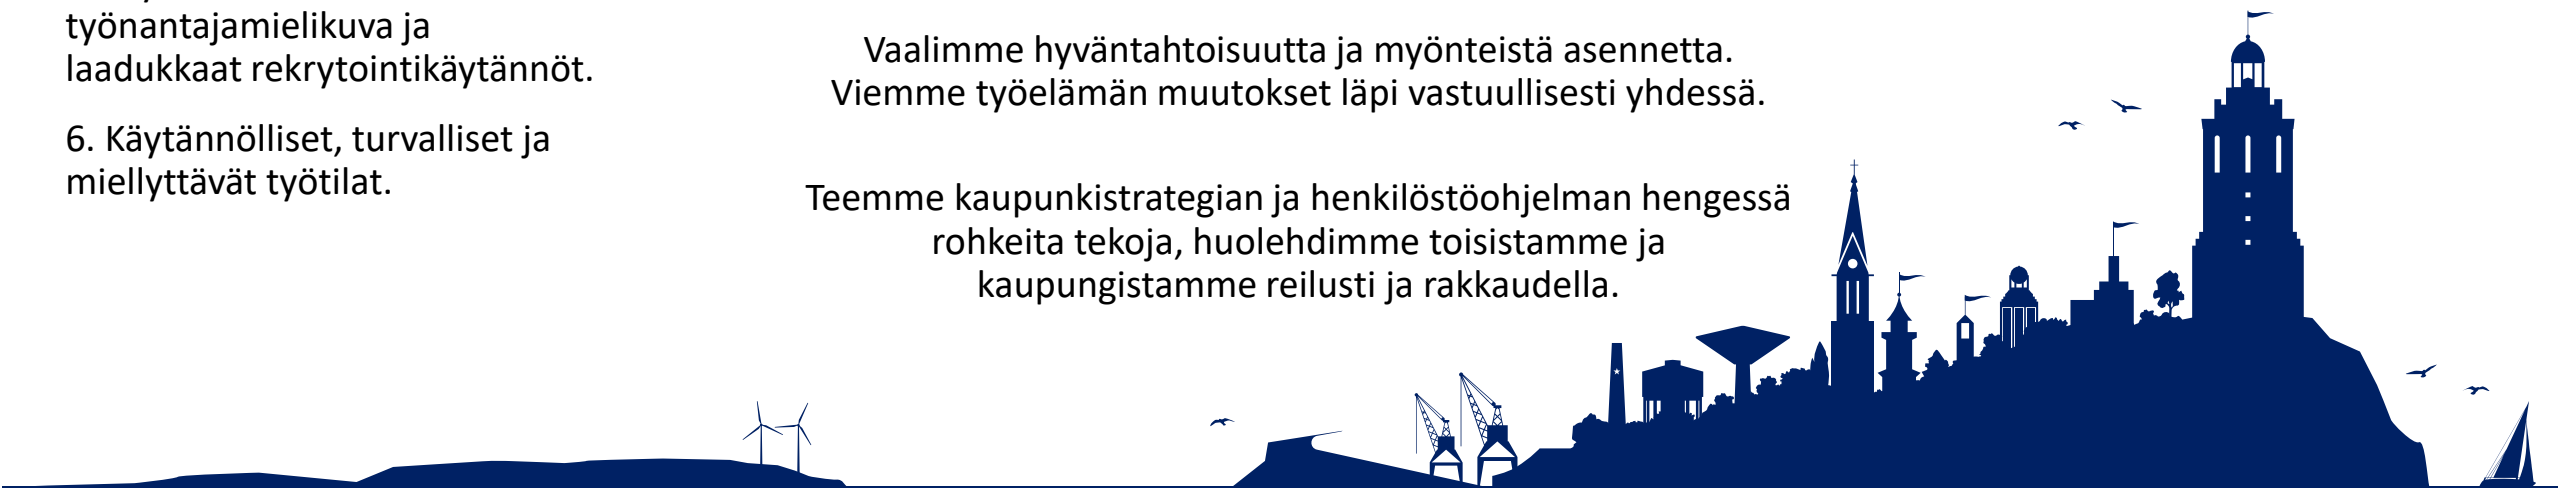 työnantajamielikuva ja
laadukkaat rekrytointikäytännöt.
6. Käytännölliset, turvalliset ja
miellyttävät työtilat.
Vaalimme hyväntahtoisuutta ja myönteistä asennetta.
Viemme työelämän muutokset läpi vastuullisesti yhdessä.
Teemme kaupunkistrategian ja henkilöstöohjelman hengessä
rohkeita tekoja, huolehdimme toisistamme ja
kaupungistamme reilusti ja rakkaudella.